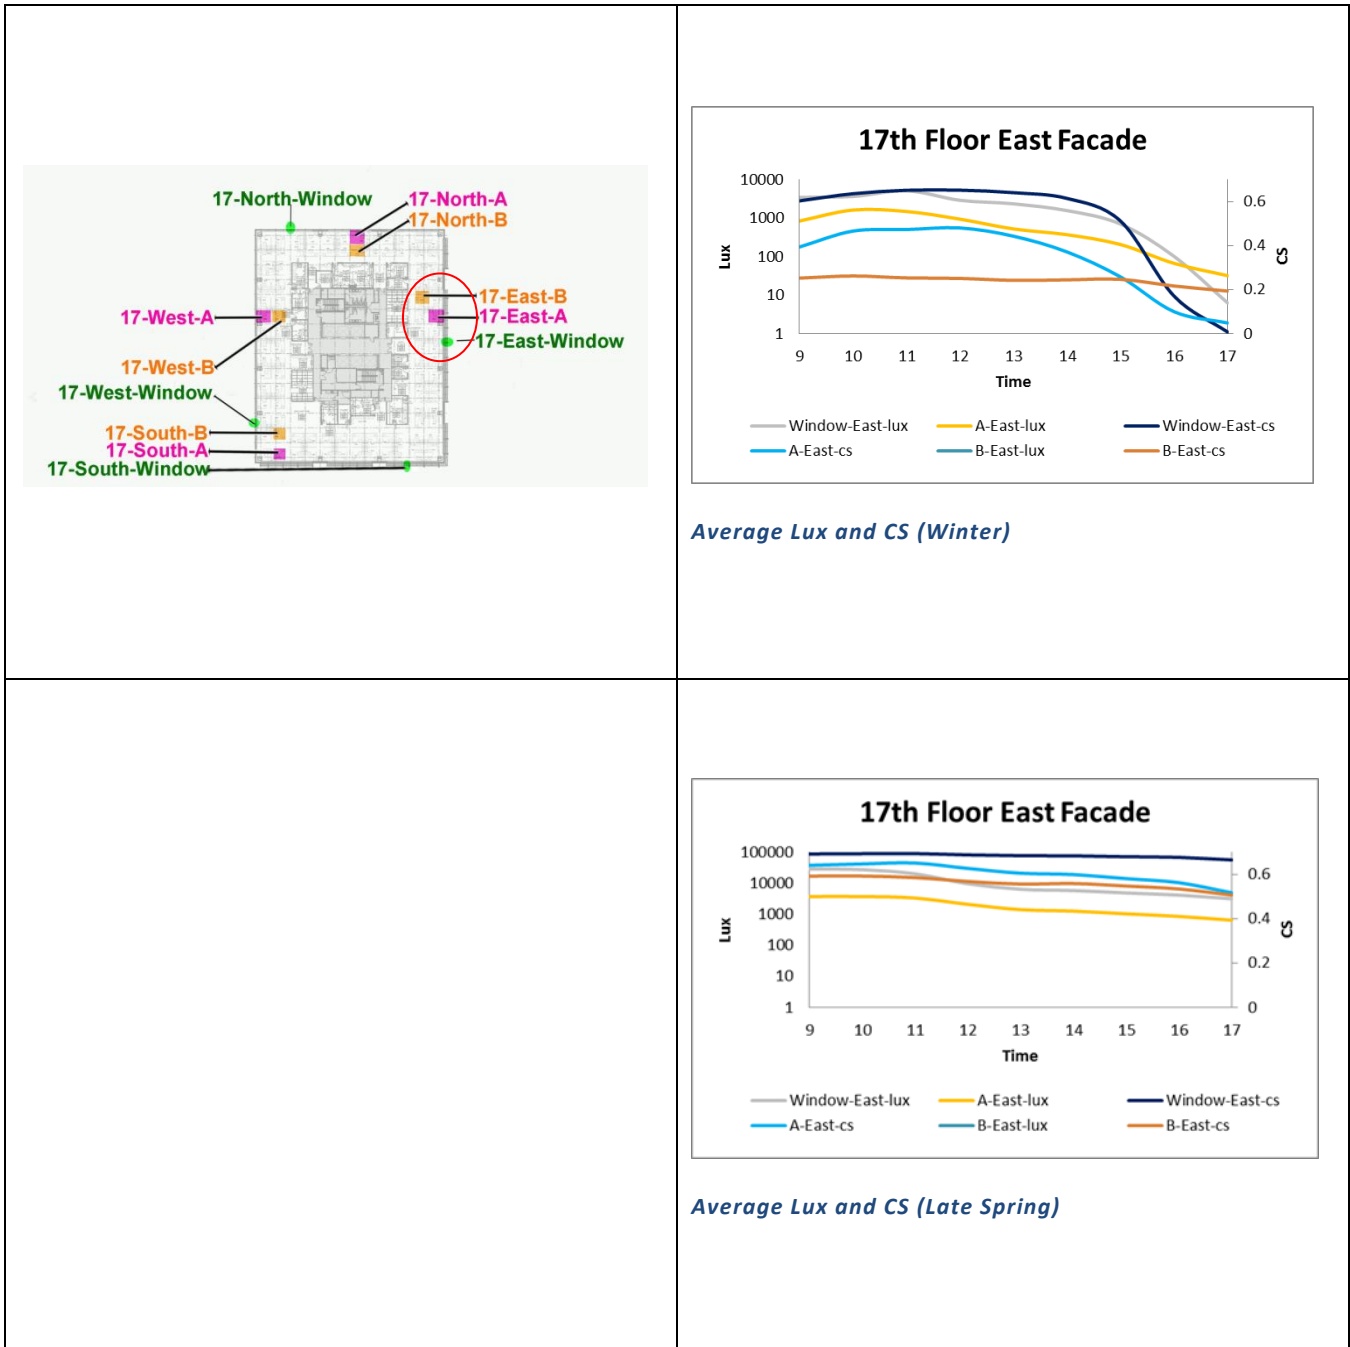 17-North-Window
17-North-A
17-North-B
17-East-B
17-East-A
17-East-Window
17-West-A
17-West-B
17-West-Window
17-South-B
17-South-A
17-South-Window
17th Floor East Facade
10000
1000
100
10
1
Lux
0.6
0.4
0.2
0
CS
9 10 11 12 13 14 15 16 17
Time
Window-East-lux A-East-lux Window-East-cs
A-East-cs B-East-lux B-East-cs
Average Lux and CS (Winter)
17th Floor East Facade
100000
10000
1000
100
10
1
Lux
0.6
0.4
0.2
0
CS
9 10 11 12 13 14 15 16 17
Time
Window-East-lux A-East-lux Window-East-cs
A-East-cs B-East-lux B-East-cs
Average Lux and CS (Late Spring)